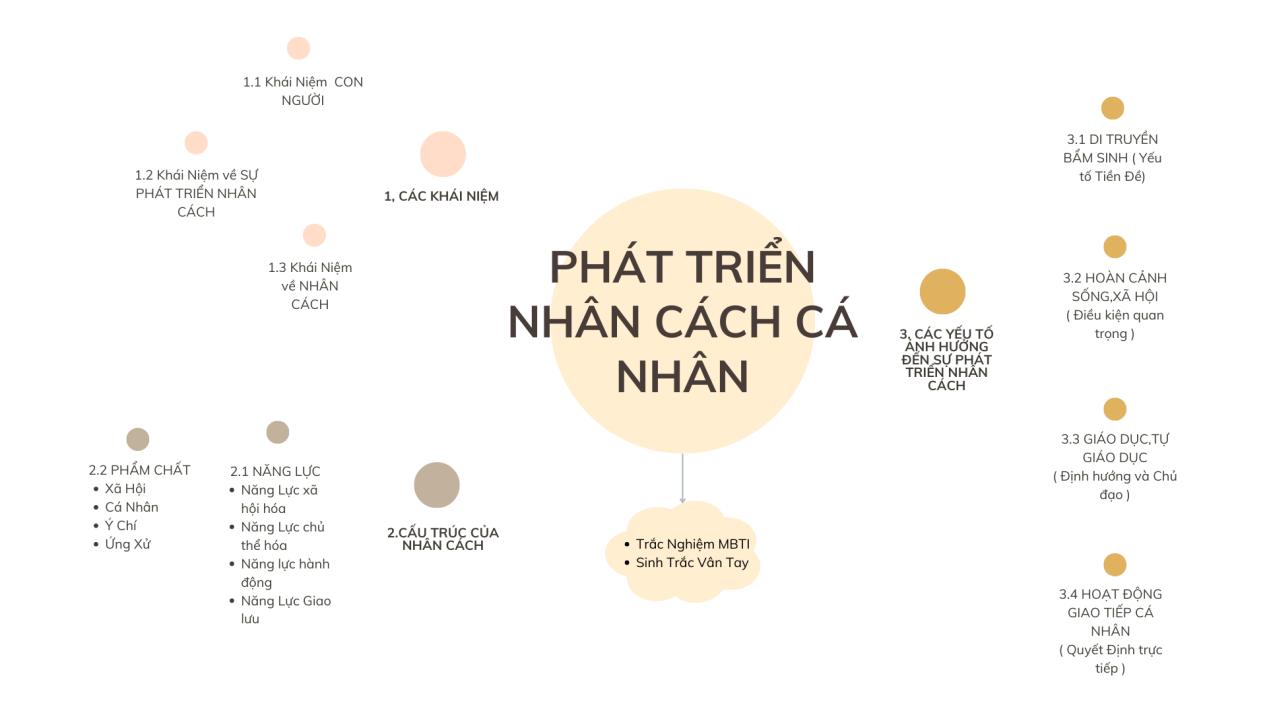 PHÁT TRIỂN
NHÂN CÁCH CÁ
NHÂN
1, CÁC KHÁI NIỆM
1.1 Khái Niệm  CON
NGƯỜI
1.2 Khái Niệm về SỰ
PHÁT TRIỂN NHÂN
CÁCH
1.3 Khái Niệm
về NHÂN
CÁCH
2.CẤU TRÚC CỦA
NHÂN CÁCH
2.1 NĂNG LỰC
• Năng Lực xã
hội hóa
• Năng Lực chủ
thể hóa
• Năng lực hành
động
• Năng Lực Giao
lưu
2.2 PHẨM CHẤT
• Xã Hội
• Cá Nhân
• Ý Chí
• Ứng Xử
• Trắc Nghiệm MBTI
• Sinh Trắc Vân Tay
3, CÁC YẾU TỐ
ẢNH HƯỞNG
ĐẾN SỰ PHÁT
TRIỂN NHÂN
CÁCH
3.1 DI TRUYỀN
BẨM SINH ( Yếu
tố Tiền Đề)
3.2 HOÀN CẢNH
SỐNG,XÃ HỘI
( Điều kiện quan
trọng )
3.3 GIÁO DỤC,TỰ
GIÁO DỤC
( Định hướng và Chủ
đạo )
3.4 HOẠT ĐỘNG
GIAO TIẾP CÁ
NHÂN
( Quyết Định trực
tiếp )